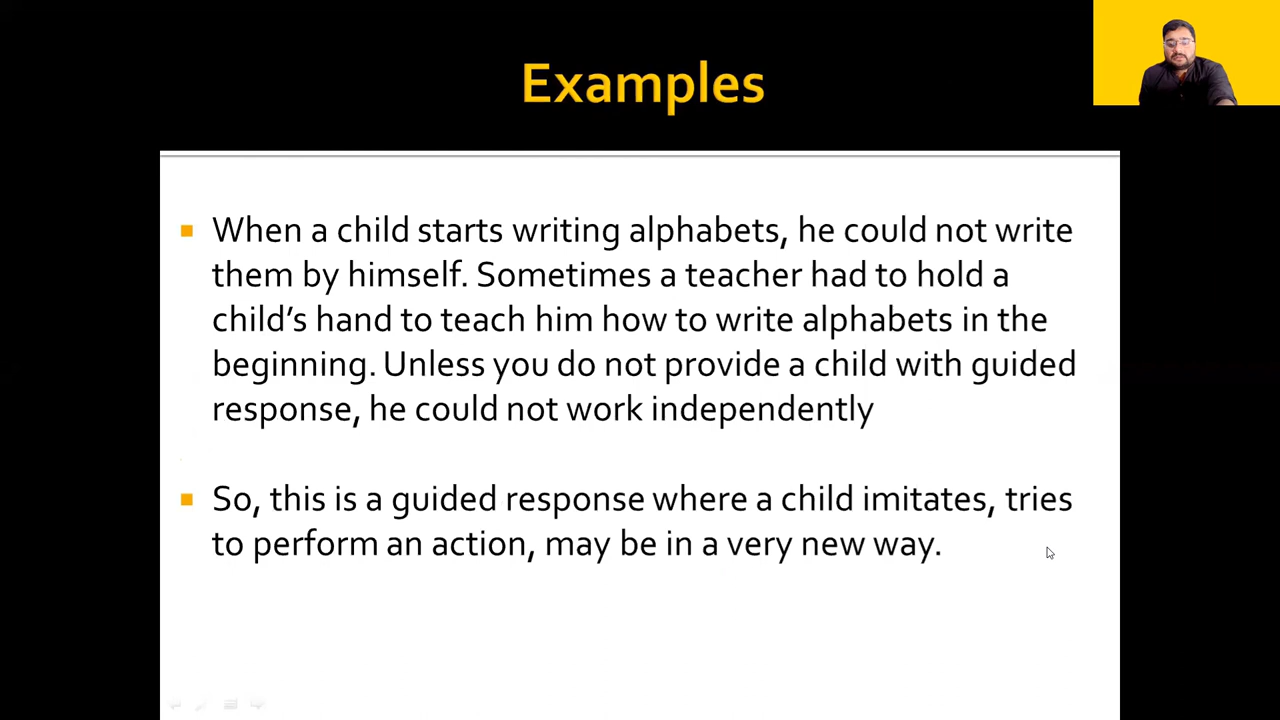 Examples
When a child starts writing alphabets, he could not write
them by himself. Sometimes a teacher had to hold a
child's hand to teach him how to write alphabets in the
beginning. Unless you do not provide a child with guided
response, he could not work independently
So, this is a guided response where a child imitates, tries
to perform an action, may be in a very new way.